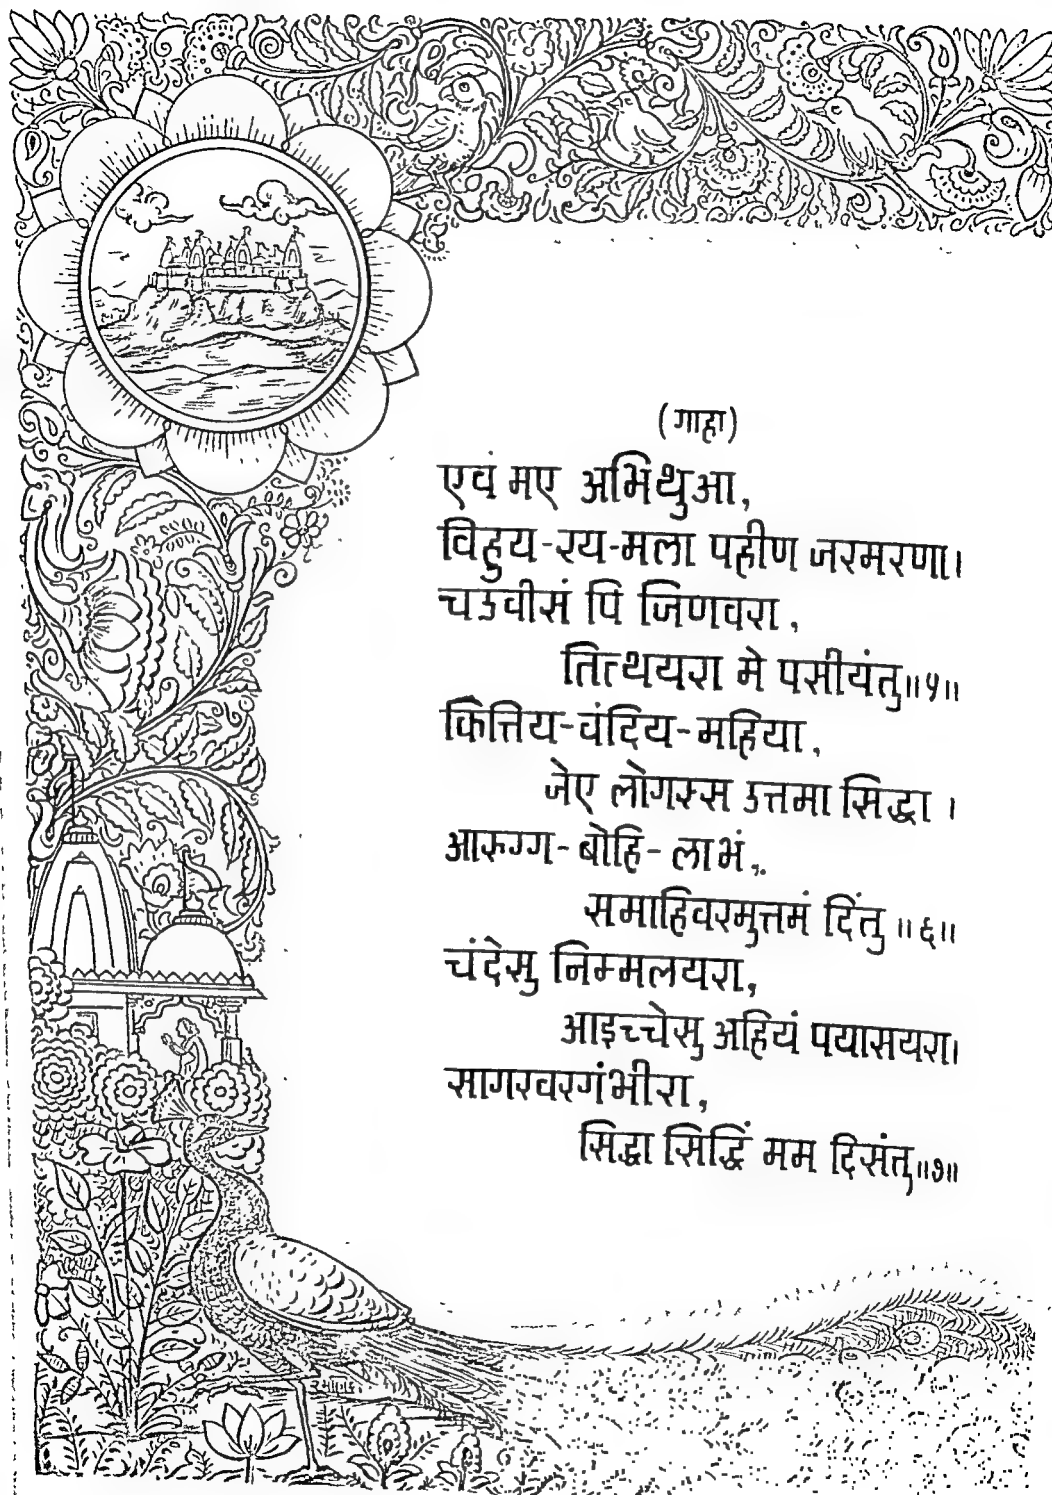 (गाहा)
एवं मए अभिथुआ,
विहुय-रय-मला पहीण जरमरणा।
चउवीसं पि जिणवरा,
तित्थयरा मे पसीयंतु॥५॥
कित्तिय-वंदिय-महिया,
जेए लोगस्स उत्तमा सिद्धा ।
आरुग्ग-बोहि-लाभं,
समाहिवरमुत्तमं दिंतु ॥६॥
चंदेसु निम्मलयरा,
आइच्चेसु अहियं पयासयरा।
सागरवरगंभीरा,
सिद्धा सिद्धिं मम दिसंतु॥७॥